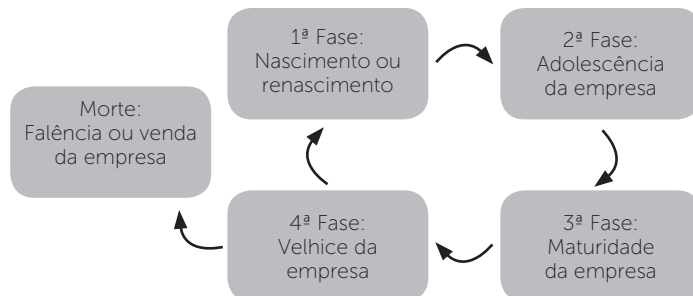 1ª Fase:
Nascimento ou
renascimento
2ª Fase:
Adolescência
da empresa
Morte:
Falência ou venda
da empresa
4ª Fase:
Velhice da
empresa
3ª Fase:
Maturidade
da empresa